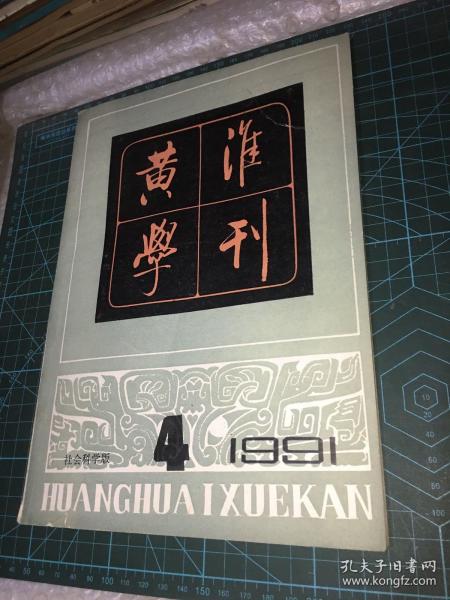 黄淮
學刊
社会科学版
4 1991
HUANGHUAIXUEKAN
孔夫子旧书网
www.kongfz.com